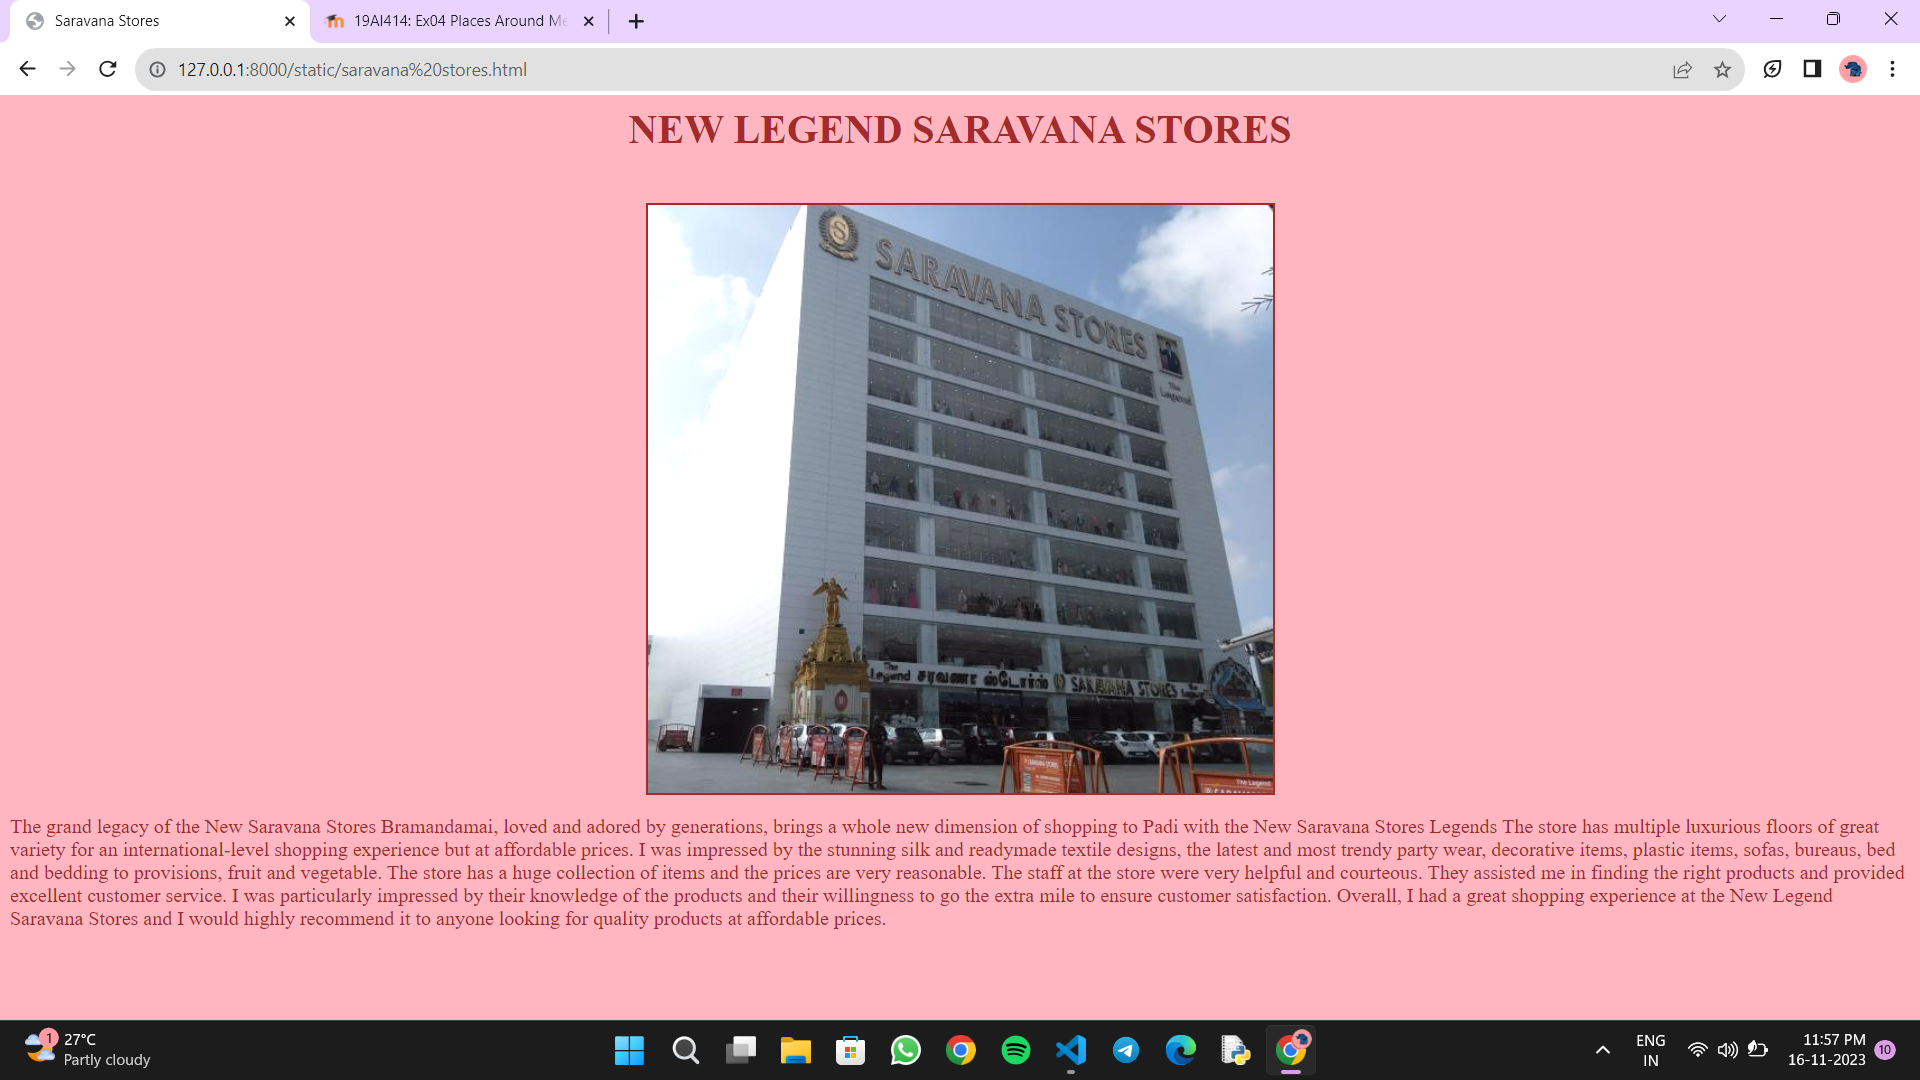 Saravana Stores
19AI414: Ex04 Places Around Me
127.0.0.1:8000/static/saravana%20stores.html
NEW LEGEND SARAVANA STORES
S
SARAVANA STORES
The
Legend
The
Legend சரவணா ஸ்டோர்ஸ் SARAVANA STORES
The Legend
The grand legacy of the New Saravana Stores Bramandamai, loved and adored by generations, brings a whole new dimension of shopping to Padi with the New Saravana Stores Legends The store has multiple luxurious floors of great
variety for an international-level shopping experience but at affordable prices. I was impressed by the stunning silk and readymade textile designs, the latest and most trendy party wear, decorative items, plastic items, sofas, bureaus, bed
and bedding to provisions, fruit and vegetable. The store has a huge collection of items and the prices are very reasonable. The staff at the store were very helpful and courteous. They assisted me in finding the right products and provided
excellent customer service. I was particularly impressed by their knowledge of the products and their willingness to go the extra mile to ensure customer satisfaction. Overall, I had a great shopping experience at the New Legend
Saravana Stores and I would highly recommend it to anyone looking for quality products at affordable prices.
1
27°C
Partly cloudy
ENG
IN
11:57 PM
16-11-2023
10